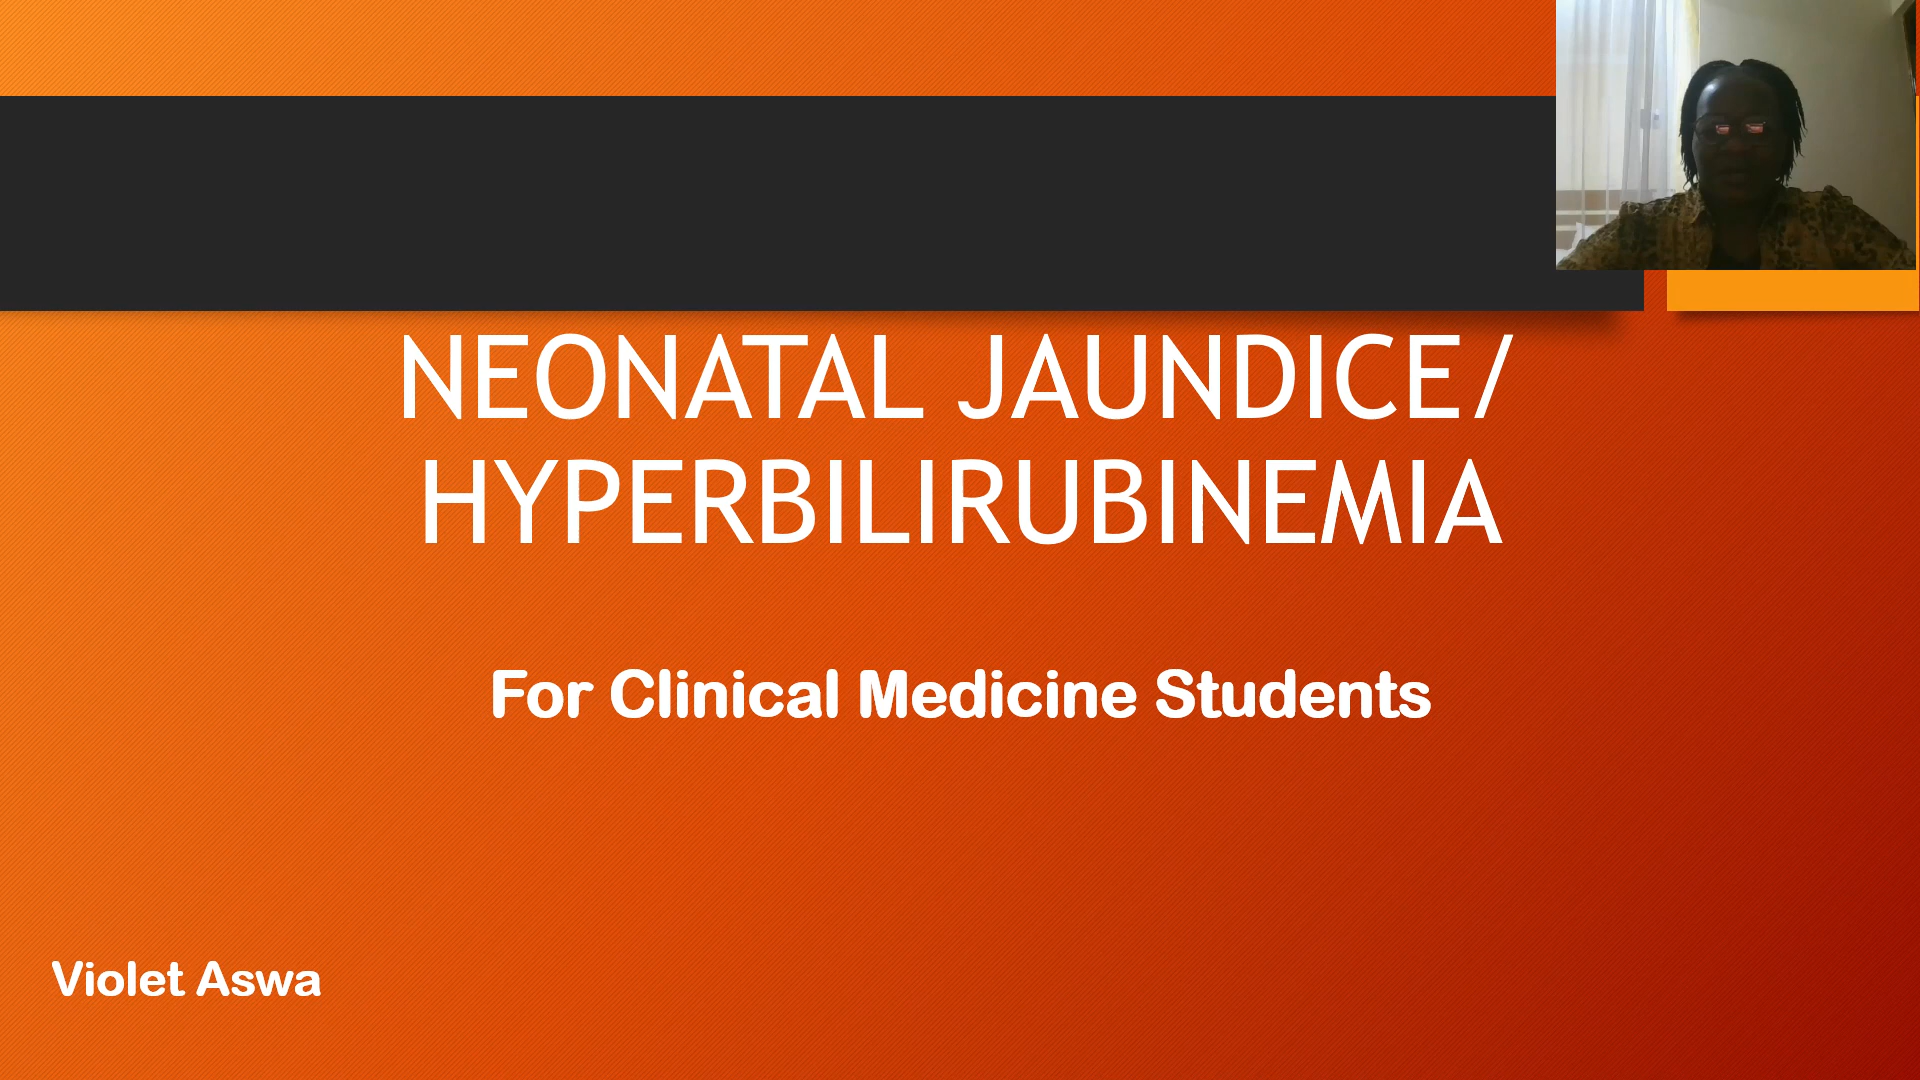 NEONATAL JAUNDICE/
HYPERBILIRUBINEMIA
For Clinical Medicine Students
Violet Aswa